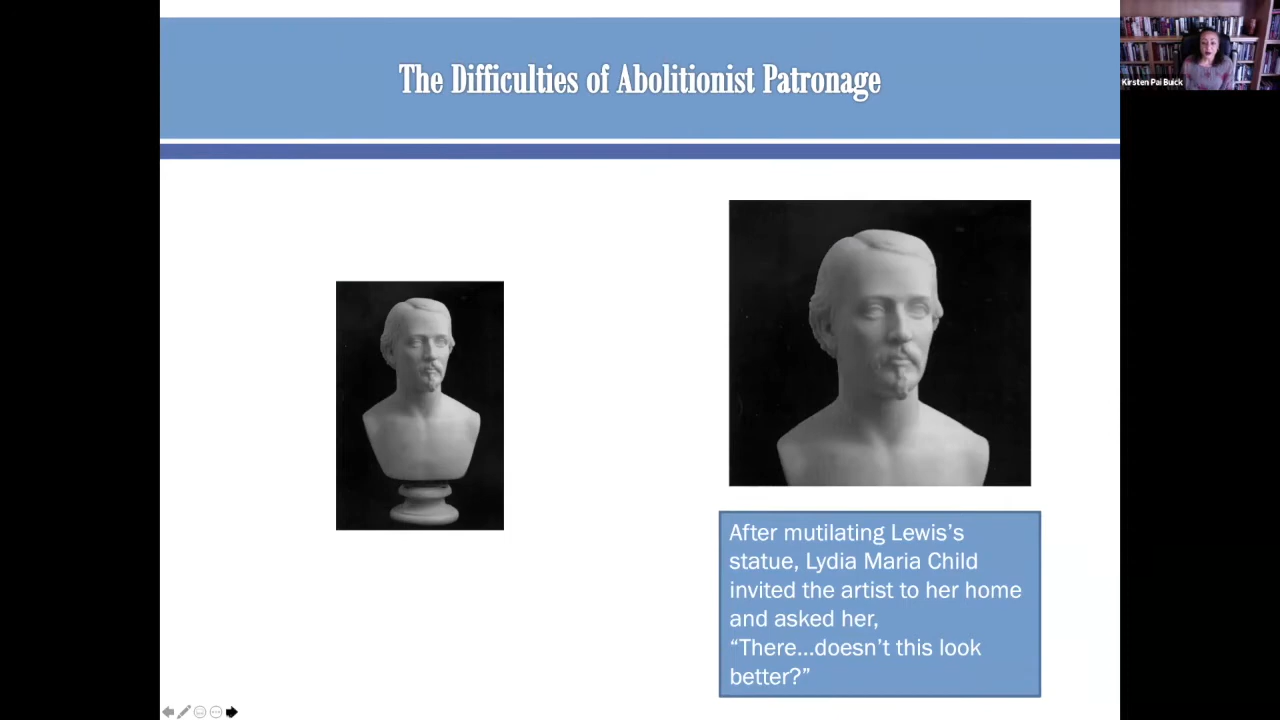 The Difficulties of Abolitionist Patronage
Kirsten Pai Buick
After mutilating Lewis’s
statue, Lydia Maria Child
invited the artist to her home
and asked her,
“There...doesn’t this look
better?”